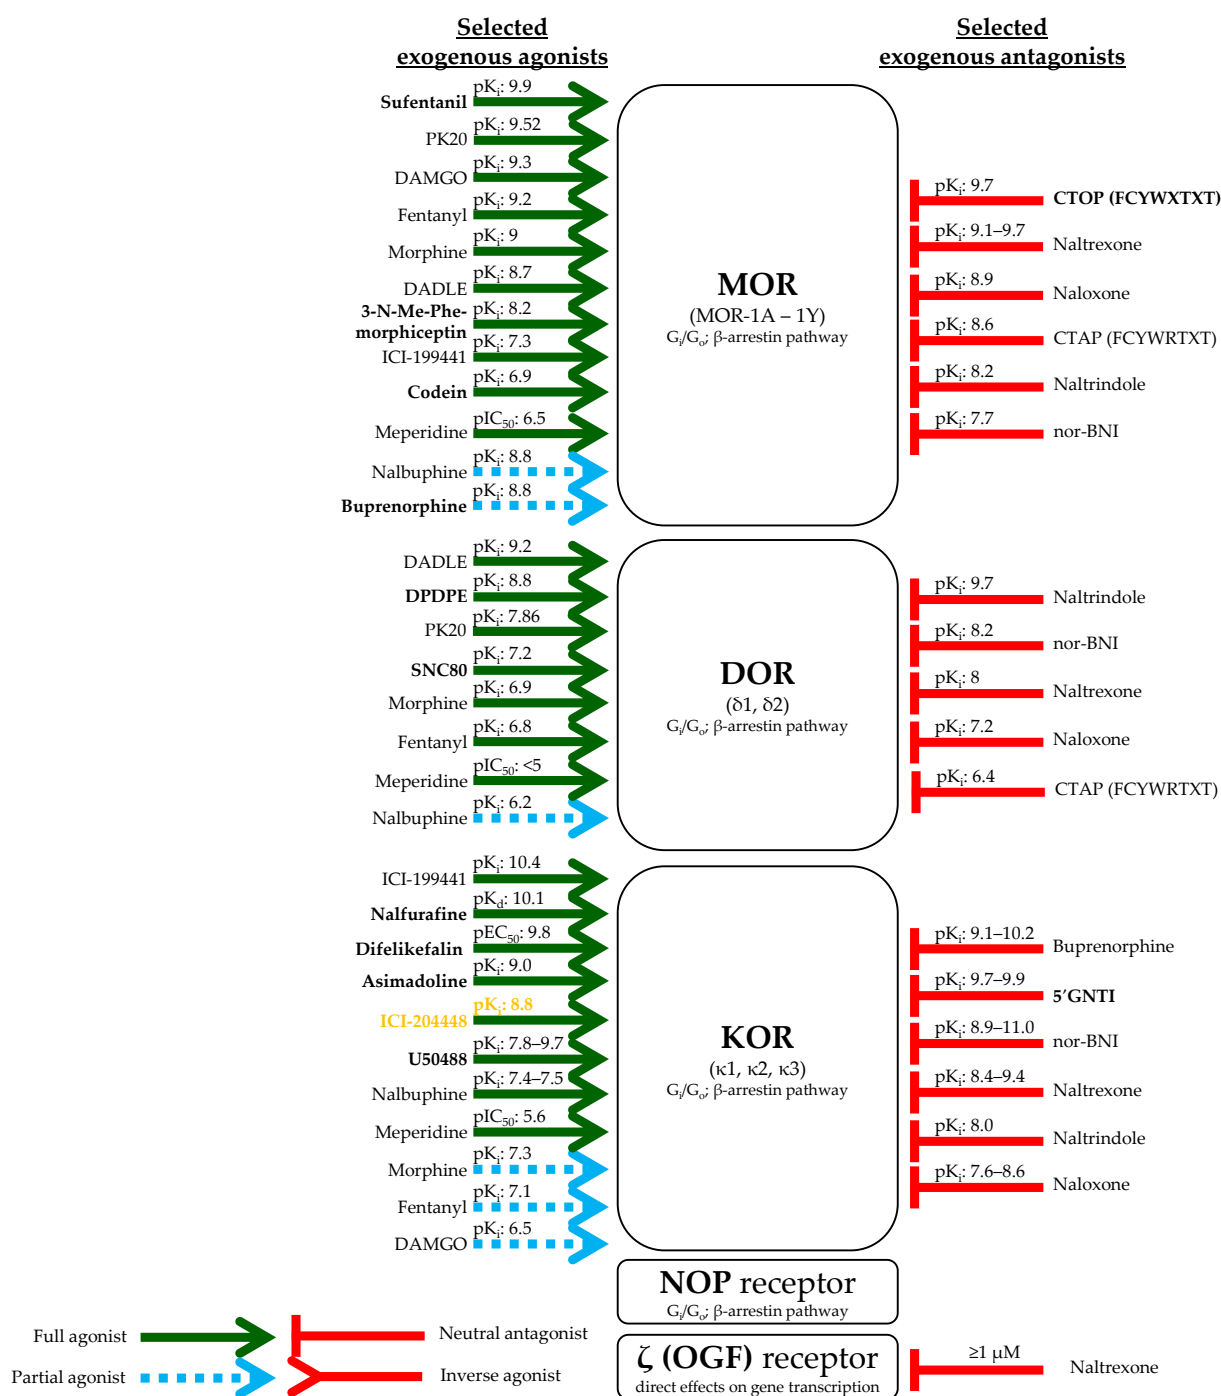 Selected
exogenous agonists
Selected
exogenous antagonists
Sufentanil pKi: 9.9
PK20 pKi: 9.52
DAMGO pKi: 9.3
Fentanyl pKi: 9.2
Morphine pKi: 9
DADLE pKi: 8.7
3-N-Me-Phe-
morphiceptin pKi: 8.2
ICI-199441 pKi: 7.3
Codein pKi: 6.9
Meperidine pIC50: 6.5
Nalbuphine pKi: 8.8
Buprenorphine pKi: 8.8
MOR
(MOR-1A – 1Y)
Gi/Go; β-arrestin pathway
pKi: 9.7 CTOP (FCYWXTXT)
pKi: 9.1–9.7 Naltrexone
pKi: 8.9 Naloxone
pKi: 8.6 CTAP (FCYWRTXT)
pKi: 8.2 Naltrindole
pKi: 7.7 nor-BNI
DADLE pKi: 9.2
DPDPE pKi: 8.8
PK20 pKi: 7.86
SNC80 pKi: 7.2
Morphine pKi: 6.9
Fentanyl pKi: 6.8
Meperidine pIC50: <5
Nalbuphine pKi: 6.2
DOR
(δ1, δ2)
Gi/Go; β-arrestin pathway
pKi: 9.7 Naltrindole
pKi: 8.2 nor-BNI
pKi: 8 Naltrexone
pKi: 7.2 Naloxone
pKi: 6.4 CTAP (FCYWRTXT)
ICI-199441 pKi: 10.4
Nalfurafine pKd: 10.1
Difelikefalin pEC50: 9.8
Asimadoline pKi: 9.0
ICI-204448 pKi: 8.8
U50488 pKi: 7.8–9.7
Nalbuphine pKi: 7.4–7.5
Meperidine pIC50: 5.6
Morphine pKi: 7.3
Fentanyl pKi: 7.1
DAMGO pKi: 6.5
KOR
(κ1, κ2, κ3)
Gi/Go; β-arrestin pathway
pKi: 9.1–10.2 Buprenorphine
pKi: 9.7–9.9 5’GNTI
pKi: 8.9–11.0 nor-BNI
pKi: 8.4–9.4 Naltrexone
pKi: 8.0 Naltrindole
pKi: 7.6–8.6 Naloxone
NOP receptor
Gi/Go; β-arrestin pathway
ζ (OGF) receptor
direct effects on gene transcription
≥1 μM Naltrexone
Full agonist
Neutral antagonist
Partial agonist
Inverse agonist